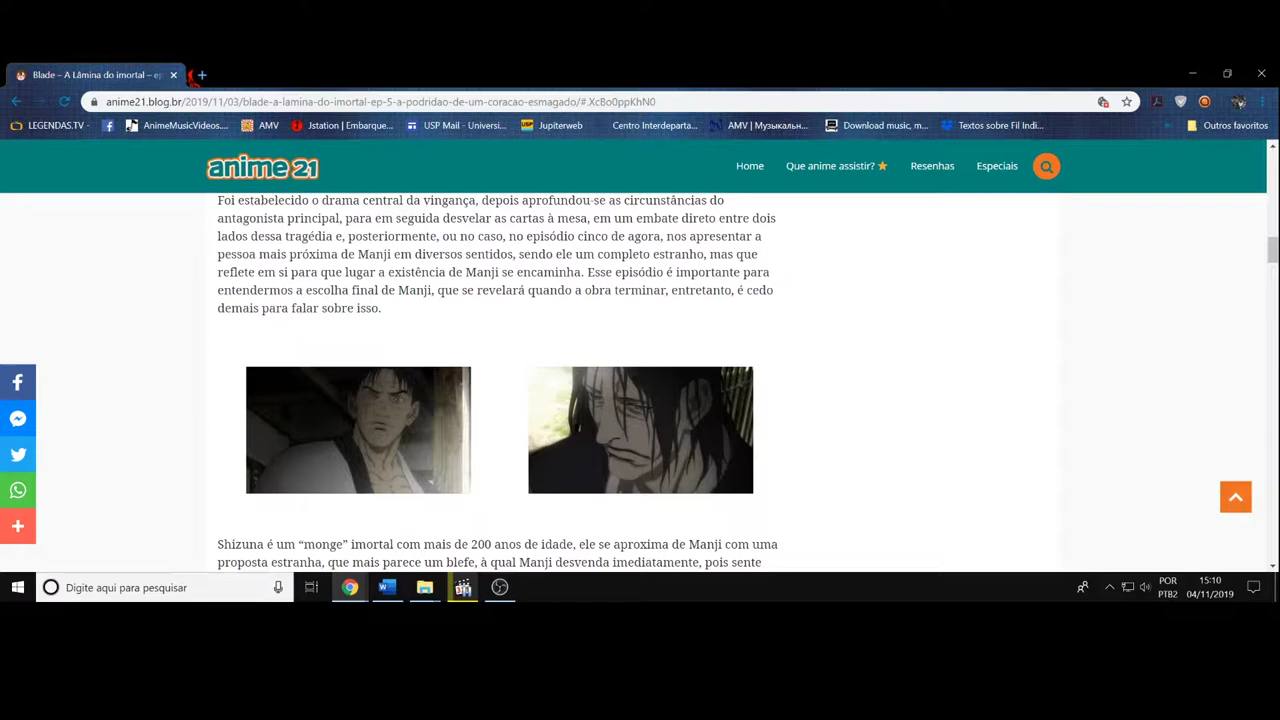 Blade – A Lâmina do imortal – ep
anime21.blog.br/2019/11/03/blade-a-lamina-do-imortal-ep-5-a-podridao-de-um-coracao-esmagado/#.XcBo0ppKhN0
LEGENDAS.TV - AnimeMusicVideos.... AMV Jstation | Embarque... USP Mail - Universi... Jupiterweb Centro Interdeparta... AMV | Музыкаль... Download music, m... Textos sobre Fil Indi... Outros favoritos
anime 21 Home Que anime assistir? Resenhas Especiais
Foi estabelecido o drama central da vingança, depois aprofundou-se as circunstâncias do
antagonista principal, para em seguida desvelar as cartas à mesa, em um embate direto entre dois
lados dessa tragédia e, posteriormente, ou no caso, no episódio cinco de agora, nos apresentar a
pessoa mais próxima de Manji em diversos sentidos, sendo ele um completo estranho, mas que
reflete em si para que lugar a existência de Manji se encaminha. Esse episódio é importante para
entendermos a escolha final de Manji, que se revelará quando a obra terminar, entretanto, é cedo
demais para falar sobre isso.
Shizuna é um “monge” imortal com mais de 200 anos de idade, ele se aproxima de Manji com uma
proposta estranha, que mais parece um blefe, à qual Manji desvenda imediatamente, pois sente
Digite aqui para pesquisar
POR 15:10
PTB2 04/11/2019